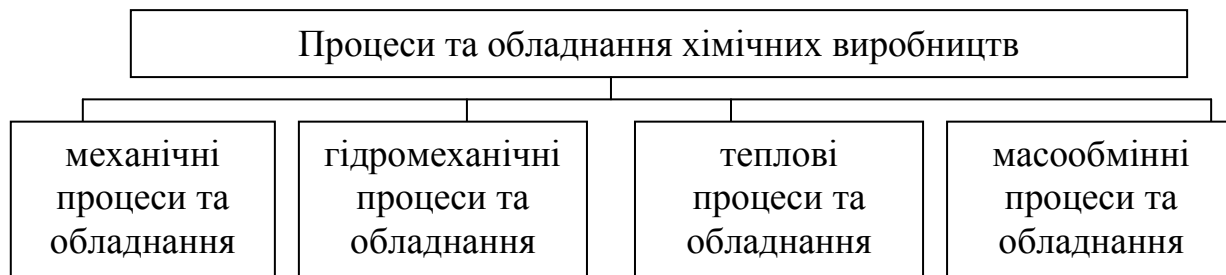 Процеси та обладнання хімічних виробництв
механічні
процеси та
обладнання
гідромеханічні
процеси та
обладнання
теплові
процеси та
обладнання
масообмінні
процеси та
обладнання